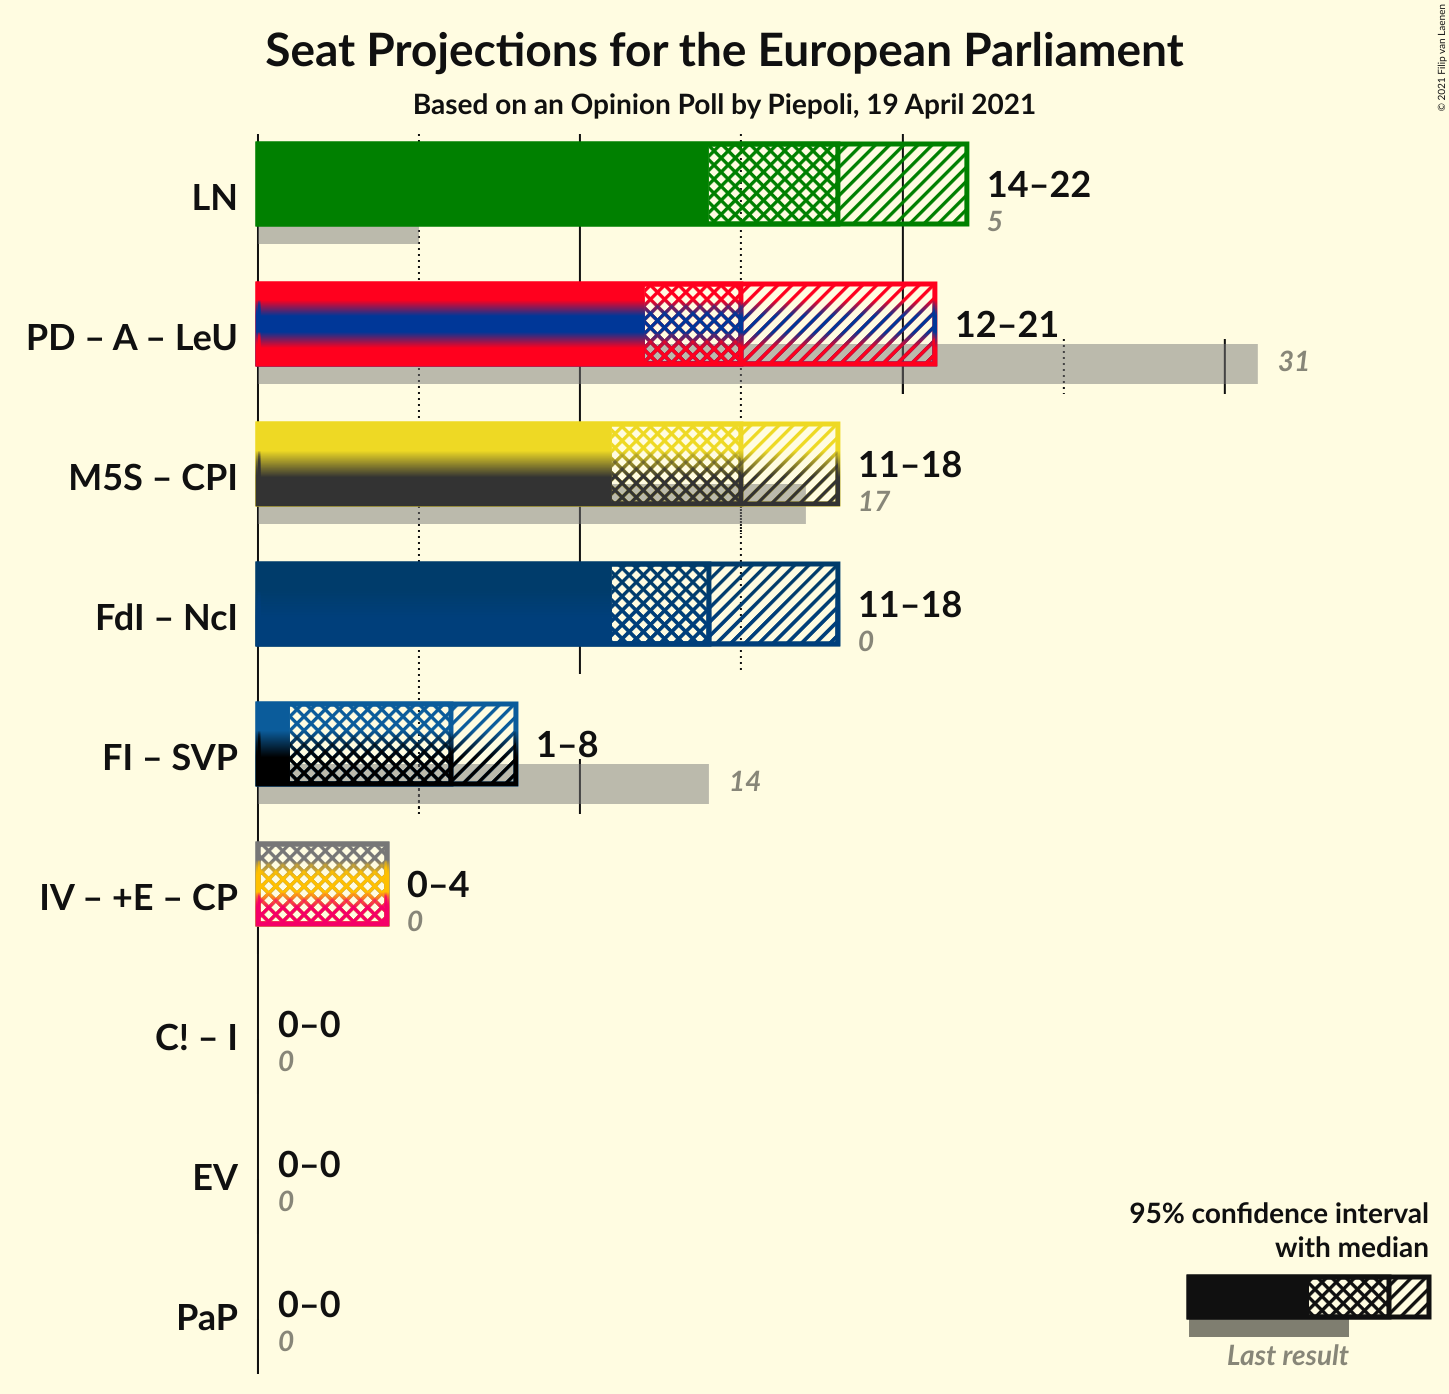 Seat Projections for the European Parliament
Based on an Opinion Poll by Piepoli, 19 April 2021
© 2021 Filip van Laenen
LN
14–22
5
PD – A – LeU
12–21
31
M5S – CPI
11–18
17
FdI – NcI
11–18
0
FI – SVP
1–8
14
IV – +E – CP
0–4
0
C! – I
0–0
0
EV
0–0
0
PaP
0–0
0
95% confidence interval
with median
Last result